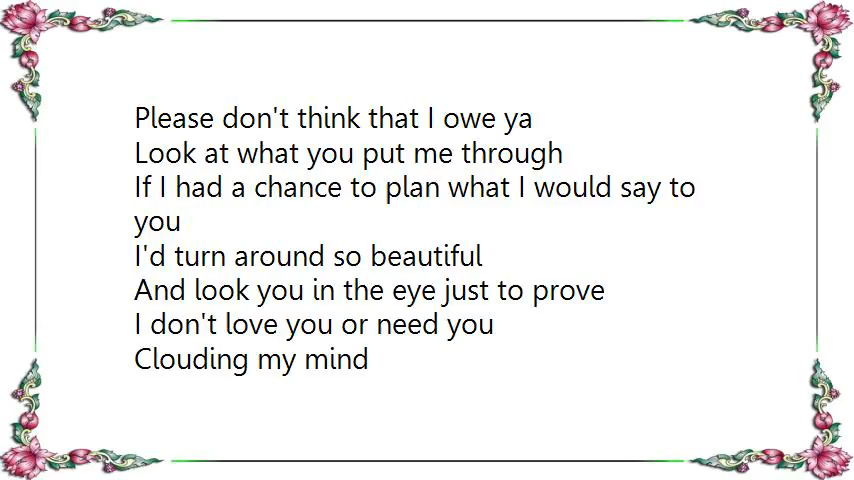 Please don't think that I owe ya
Look at what you put me through
If I had a chance to plan what I would say to
you
I'd turn around so beautiful
And look you in the eye just to prove
I don't love you or need you
Clouding my mind